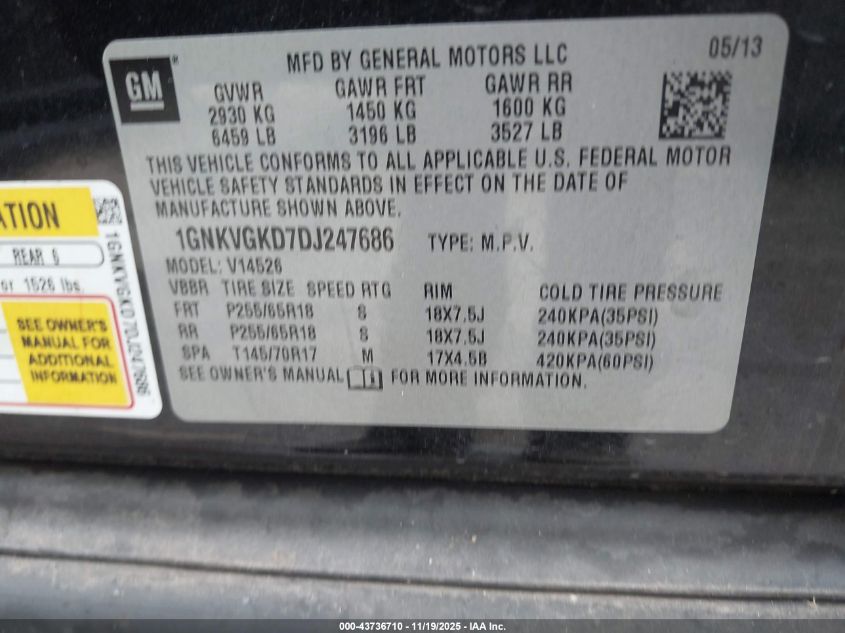 MFD BY GENERAL MOTORS LLC 05/13
GM ®
GVWR GAWR FRT GAWR RR
2930 KG 1450 KG 1600 KG
6459 LB 3196 LB 3527 LB
THIS VEHICLE CONFORMS TO ALL APPLICABLE U.S. FEDERAL MOTOR
VEHICLE SAFETY STANDARDS IN EFFECT ON THE DATE OF
MANUFACTURE SHOWN ABOVE.
1GNKVGKD7DJ247686 TYPE: M.P.V.
MODEL: V14526
VBBR TIRE SIZE SPEED RTG RIM COLD TIRE PRESSURE
FRT P255/65R18 S 18X7.5J 240KPA(35PSI)
RR P255/65R18 S 18X7.5J 240KPA(35PSI)
SPA T145/70R17 M 17X4.5B 420KPA(60PSI)
SEE OWNER'S MANUAL FOR MORE INFORMATION.
ATION
REAR
or 1526 lbs.
SEE OWNER'S
MANUAL FOR
ADDITIONAL
INFORMATION
1GNKVGKD7DJ247686
000-43736710 - 11/19/2025 - IAA Inc.